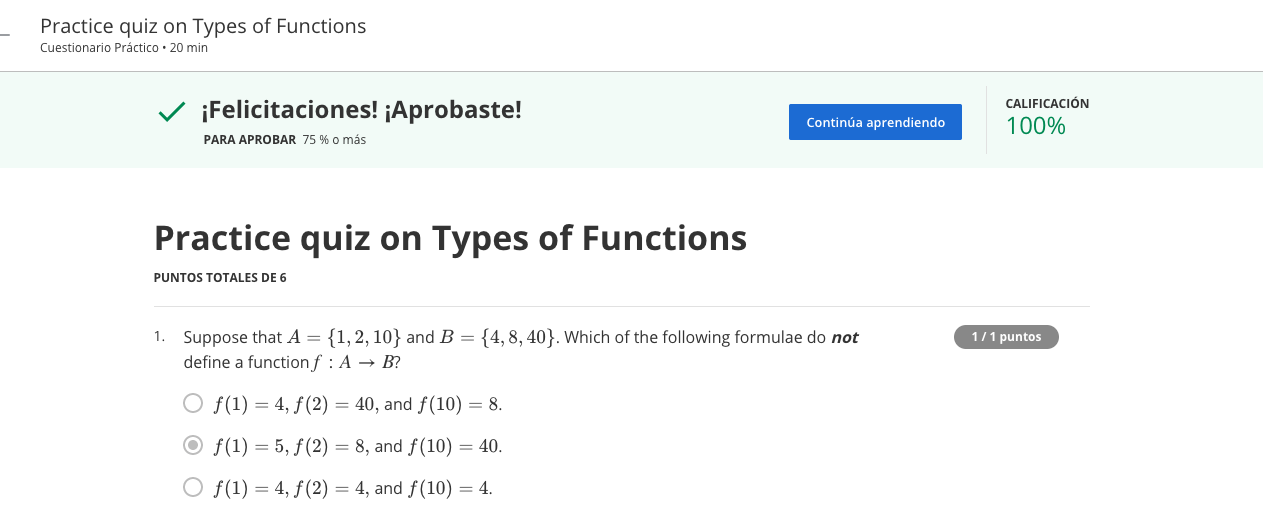 Practice quiz on Types of Functions
Cuestionario Práctico • 20 min
¡Felicitaciones! ¡Aprobaste!
PARA APROBAR 75 % o más
Continúa aprendiendo
CALIFICACIÓN
100%
Practice quiz on Types of Functions
PUNTOS TOTALES DE 6
1. Suppose that A = {1, 2, 10} and B = {4, 8, 40}. Which of the following formulae do not
define a function f : A → B?
1 / 1 puntos
f(1) = 4, f(2) = 40, and f(10) = 8.
f(1) = 5, f(2) = 8, and f(10) = 40.
f(1) = 4, f(2) = 4, and f(10) = 4.